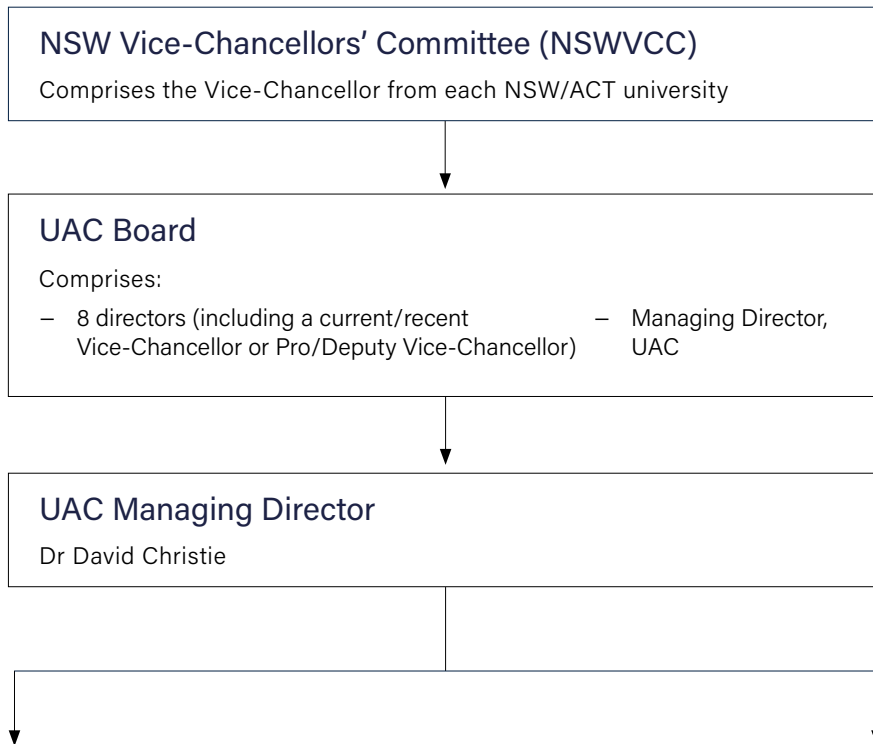 NSW Vice-Chancellors’ Committee (NSWVCC)
Comprises the Vice-Chancellor from each NSW/ACT university
UAC Board
Comprises:
– 8 directors (including a current/recent
Vice-Chancellor or Pro/Deputy Vice-Chancellor)
– Managing Director,
UAC
UAC Managing Director
Dr David Christie